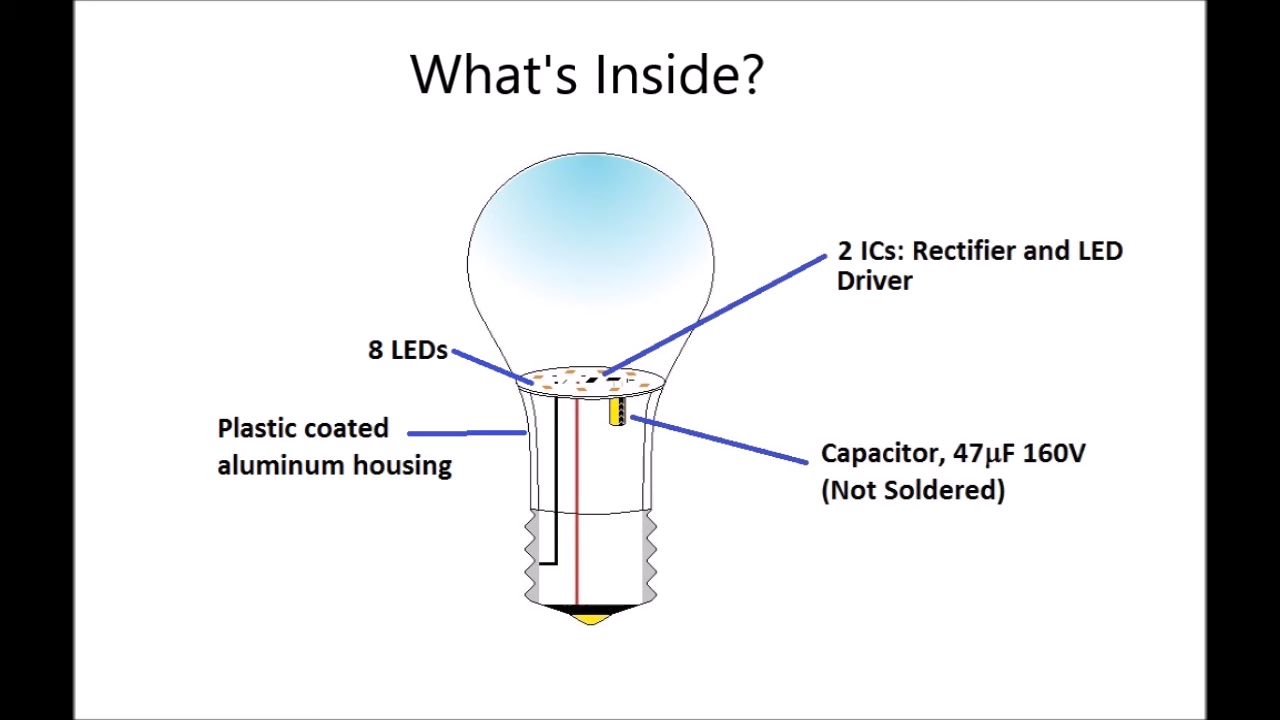 What's Inside?
2 ICs: Rectifier and LED
Driver
8 LEDs
Plastic coated
aluminum housing
Capacitor, 47μF 160V
(Not Soldered)